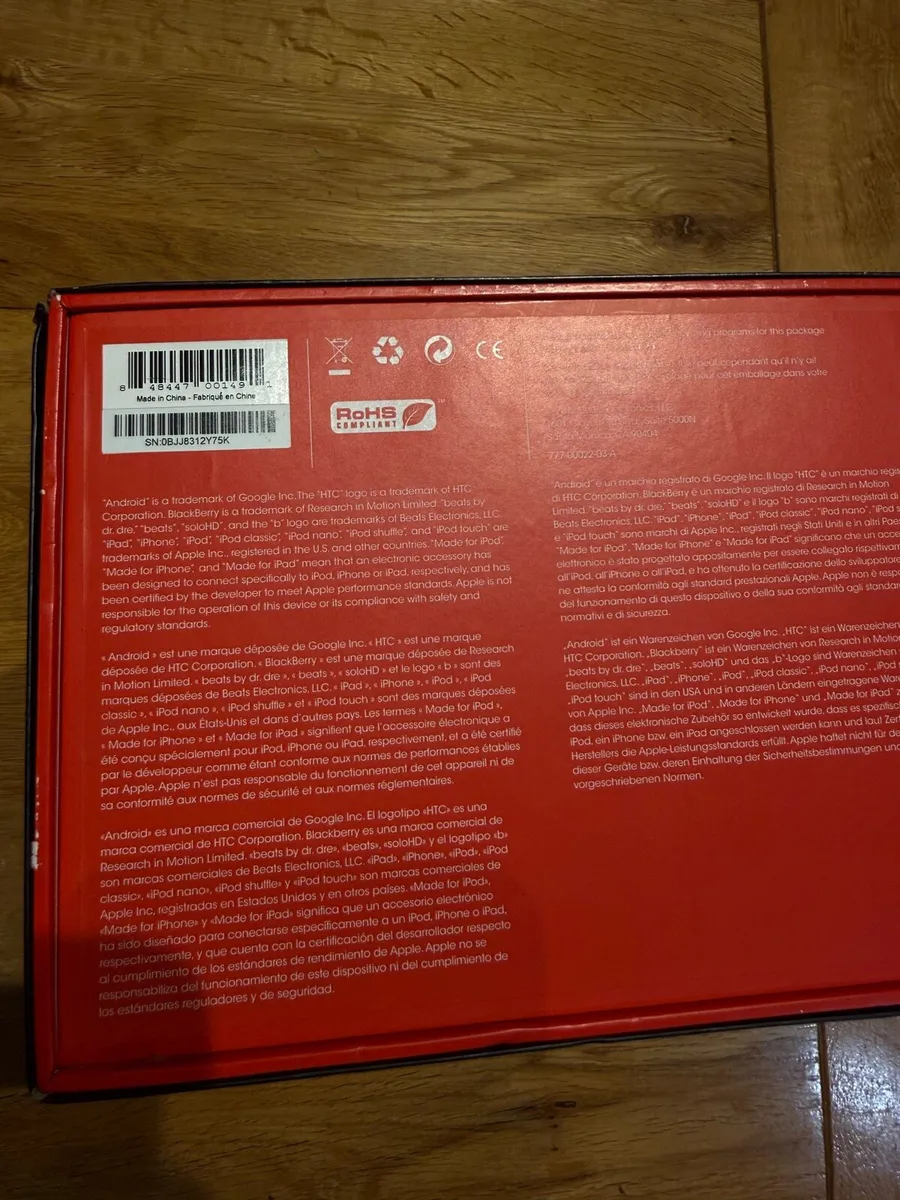 8 48447 00149 1
Made in China - Fabriqué en Chine
SN:0BJJ8312Y75K
CE
RoHS
COMPLIANT
programs for this package
cependant qu'il n'y ait
pour cet emballage dans votre
5000N
90404
777-00022-03-A
"Android" is a trademark of Google Inc. The "HTC" logo is a trademark of HTC
Corporation. BlackBerry is a trademark of Research in Motion Limited. "beats by
dr. dre", "beats", "soloHD", and the "b" logo are trademarks of Beats Electronics, LLC.
"iPad", "iPhone", "iPod", "iPod classic", "iPod nano", "iPod shuffle", and "iPod touch" are
trademarks of Apple Inc., registered in the U.S. and other countries. "Made for iPod",
"Made for iPhone", and "Made for iPad" mean that an electronic accessory has
been designed to connect specifically to iPod, iPhone or iPad, respectively, and has
been certified by the developer to meet Apple performance standards. Apple is not
responsible for the operation of this device or its compliance with safety and
regulatory standards.
« Android » est une marque déposée de Google Inc. « HTC » est une marque
déposée de HTC Corporation. « BlackBerry » est une marque déposée de Research
in Motion Limited. « beats by dr. dre », « beats », « soloHD » et le logo « b » sont des
marques déposées de Beats Electronics, LLC. « iPad », « iPhone », « iPod », « iPod
classic », « iPod nano », « iPod shuffle » et « iPod touch » sont des marques déposées
de Apple Inc., aux États-Unis et dans d'autres pays. Les termes « Made for iPod »,
« Made for iPhone » et « Made for iPad » signifient que l'accessoire électronique a
été conçu spécialement pour iPod, iPhone ou iPad, respectivement, et a été certifié
par le développeur comme étant conforme aux normes de performances établies
par Apple. Apple n'est pas responsable du fonctionnement de cet appareil ni de
sa conformité aux normes de sécurité et aux normes réglementaires.
«Android» es una marca comercial de Google Inc. El logotipo «HTC» es una
marca comercial de HTC Corporation. Blackberry es una marca comercial de
Research in Motion Limited. «beats by dr. dre», «beats», «soloHD» y el logotipo «b»
son marcas comerciales de Beats Electronics, LLC. «iPad», «iPhone», «iPod», «iPod
classic», «iPod nano», «iPod shuffle» y «iPod touch» son marcas comerciales de
Apple Inc, registradas en Estados Unidos y en otros países. «Made for iPod»,
«Made for iPhone» y «Made for iPad» significa que un accesorio electrónico
ha sido diseñado para conectarse específicamente a un iPod, iPhone o iPad,
respectivamente, y que cuenta con la certificación del desarrollador respecto
al cumplimiento de los estándares de rendimiento de Apple. Apple no se
responsabiliza del funcionamiento de este dispositivo ni del cumplimiento de
los estándares reguladores y de seguridad.
"Android" è un marchio registrato di Google Inc. Il logo "HTC" è un marchio regis
di HTC Corporation. BlackBerry è un marchio registrato di Research in Motion
Limited. "beats by dr. dre", "beats", "soloHD" e il logo "b" sono marchi registrati di
Beats Electronics, LLC. "iPad", "iPhone", "iPod", "iPod classic", "iPod nano", "iPod s
e "iPod touch" sono marchi di Apple Inc., registrati negli Stati Uniti e in altri Paes
"Made for iPod", "Made for iPhone" e "Made for iPad" significano che un acce
elettronico è stato progettato appositamente per essere collegato rispettivam
all'iPod, all'iPhone o all'iPad, e ha ottenuto la certificazione dello sviluppatore
ne attesta la conformità agli standard prestazionali Apple. Apple non è respo
del funzionamento di questo dispositivo o della sua conformità agli standard
normativi e di sicurezza.
„Android" ist ein Warenzeichen von Google Inc. „HTC" ist ein Warenzeichen
HTC Corporation. „Blackberry" ist ein Warenzeichen von Research in Motion
„beats by dr. dre", „beats", „soloHD" und das „b"-Logo sind Warenzeichen
Electronics, LLC. „iPad", „iPhone", „iPod", „iPod classic", „iPod nano", „iPod s
„iPod touch" sind in den USA und in anderen Ländern eingetragene Ware
von Apple Inc. „Made for iPod", „Made for iPhone" und „Made for iPad" z
dass dieses elektronische Zubehör so entwickelt wurde, dass es spezifisc
iPod, ein iPhone bzw. ein iPad angeschlossen werden kann und laut Zert
Herstellers die Apple-Leistungsstandards erfüllt. Apple haftet nicht für de
dieser Geräte bzw. deren Einhaltung der Sicherheitsbestimmungen und
vorgeschriebenen Normen.